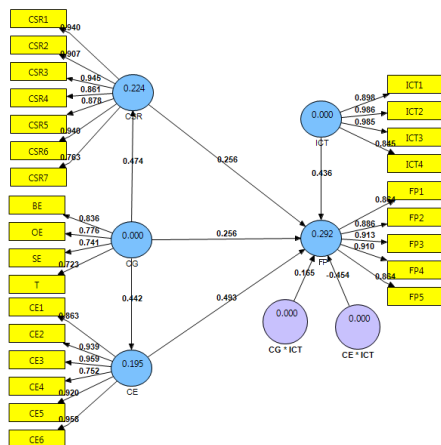 CSR1
CSR2
CSR3
CSR4
CSR5
CSR6
CSR7
0.940
0.907
0.945
0.861
0.878
0.940
0.763
0.224
CSR
BE
OE
SE
T
0.836
0.776
0.741
0.723
0.000
CG
CE1
CE2
CE3
CE4
CE5
CE6
0.863
0.939
0.959
0.752
0.920
0.958
0.195
CE
0.474
0.442
0.256
0.256
0.493
0.000
ICT
0.436
0.898
0.986
0.985
0.845
ICT1
ICT2
ICT3
ICT4
0.292
FP
0.864
0.886
0.913
0.910
0.864
FP1
FP2
FP3
FP4
FP5
0.165
-0.454
0.000
CG * ICT
0.000
CE * ICT